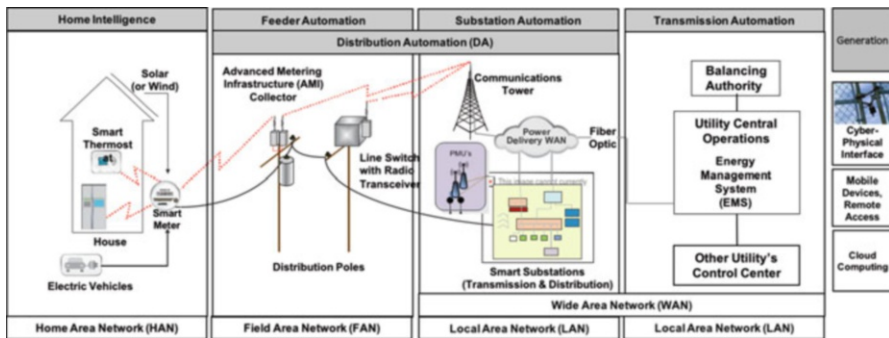 Home Intelligence
Feeder Automation
Substation Automation
Transmission Automation
Generation
Distribution Automation (DA)
Solar
(or Wind)
Smart
Thermost
House
Smart
Meter
Electric Vehicles
Advanced Metering
Infrastructure (AMI)
Collector
Line Switch
with Radio
Transceiver
Distribution Poles
Communications
Tower
Power
Delivery WAN
Fiber
Optic
PMU's
This image cannot currently
Smart Substations
(Transmission & Distribution)
Balancing
Authority
Utility Central
Operations
Energy
Management
System
(EMS)
Other Utility's
Control Center
Cyber-
Physical
Interface
Mobile
Devices,
Remote
Access
Cloud
Computing
Wide Area Network (WAN)
Home Area Network (HAN)
Field Area Network (FAN)
Local Area Network (LAN)
Local Area Network (LAN)